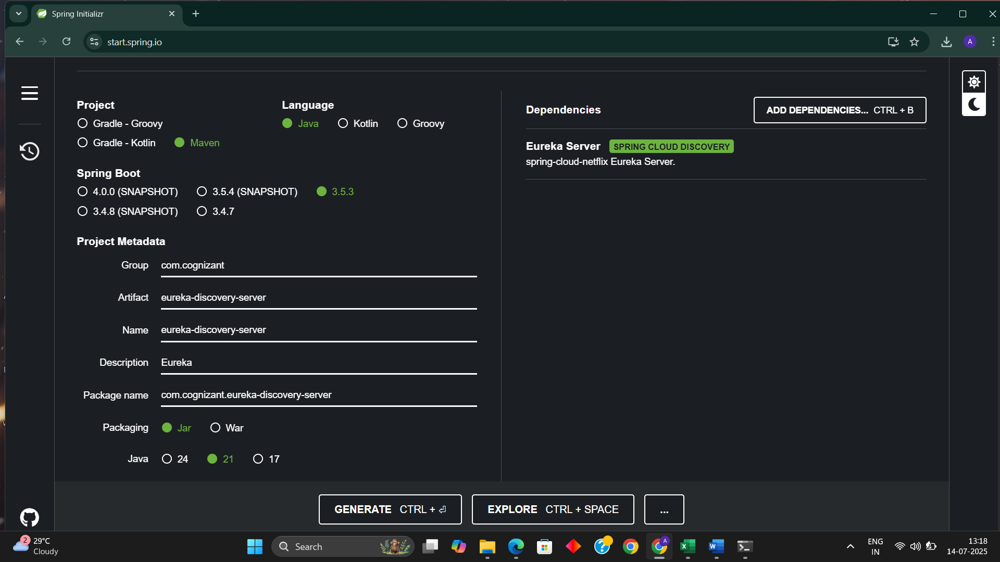 Spring Initializr
start.spring.io
A
Project
Gradle - Groovy
Gradle - Kotlin
Maven
Language
Java
Kotlin
Groovy
Spring Boot
4.0.0 (SNAPSHOT)
3.5.4 (SNAPSHOT)
3.5.3
3.4.8 (SNAPSHOT)
3.4.7
Project Metadata
Group com.cognizant
Artifact eureka-discovery-server
Name eureka-discovery-server
Description Eureka
Package name com.cognizant.eureka-discovery-server
Packaging Jar War
Java 24 21 17
Dependencies
ADD DEPENDENCIES... CTRL + B
Eureka Server SPRING CLOUD DISCOVERY
spring-cloud-netflix Eureka Server.
GENERATE CTRL + ⏎
EXPLORE CTRL + SPACE
...
2
29°C
Cloudy
Search
A
ENG
IN
13:18
14-07-2025